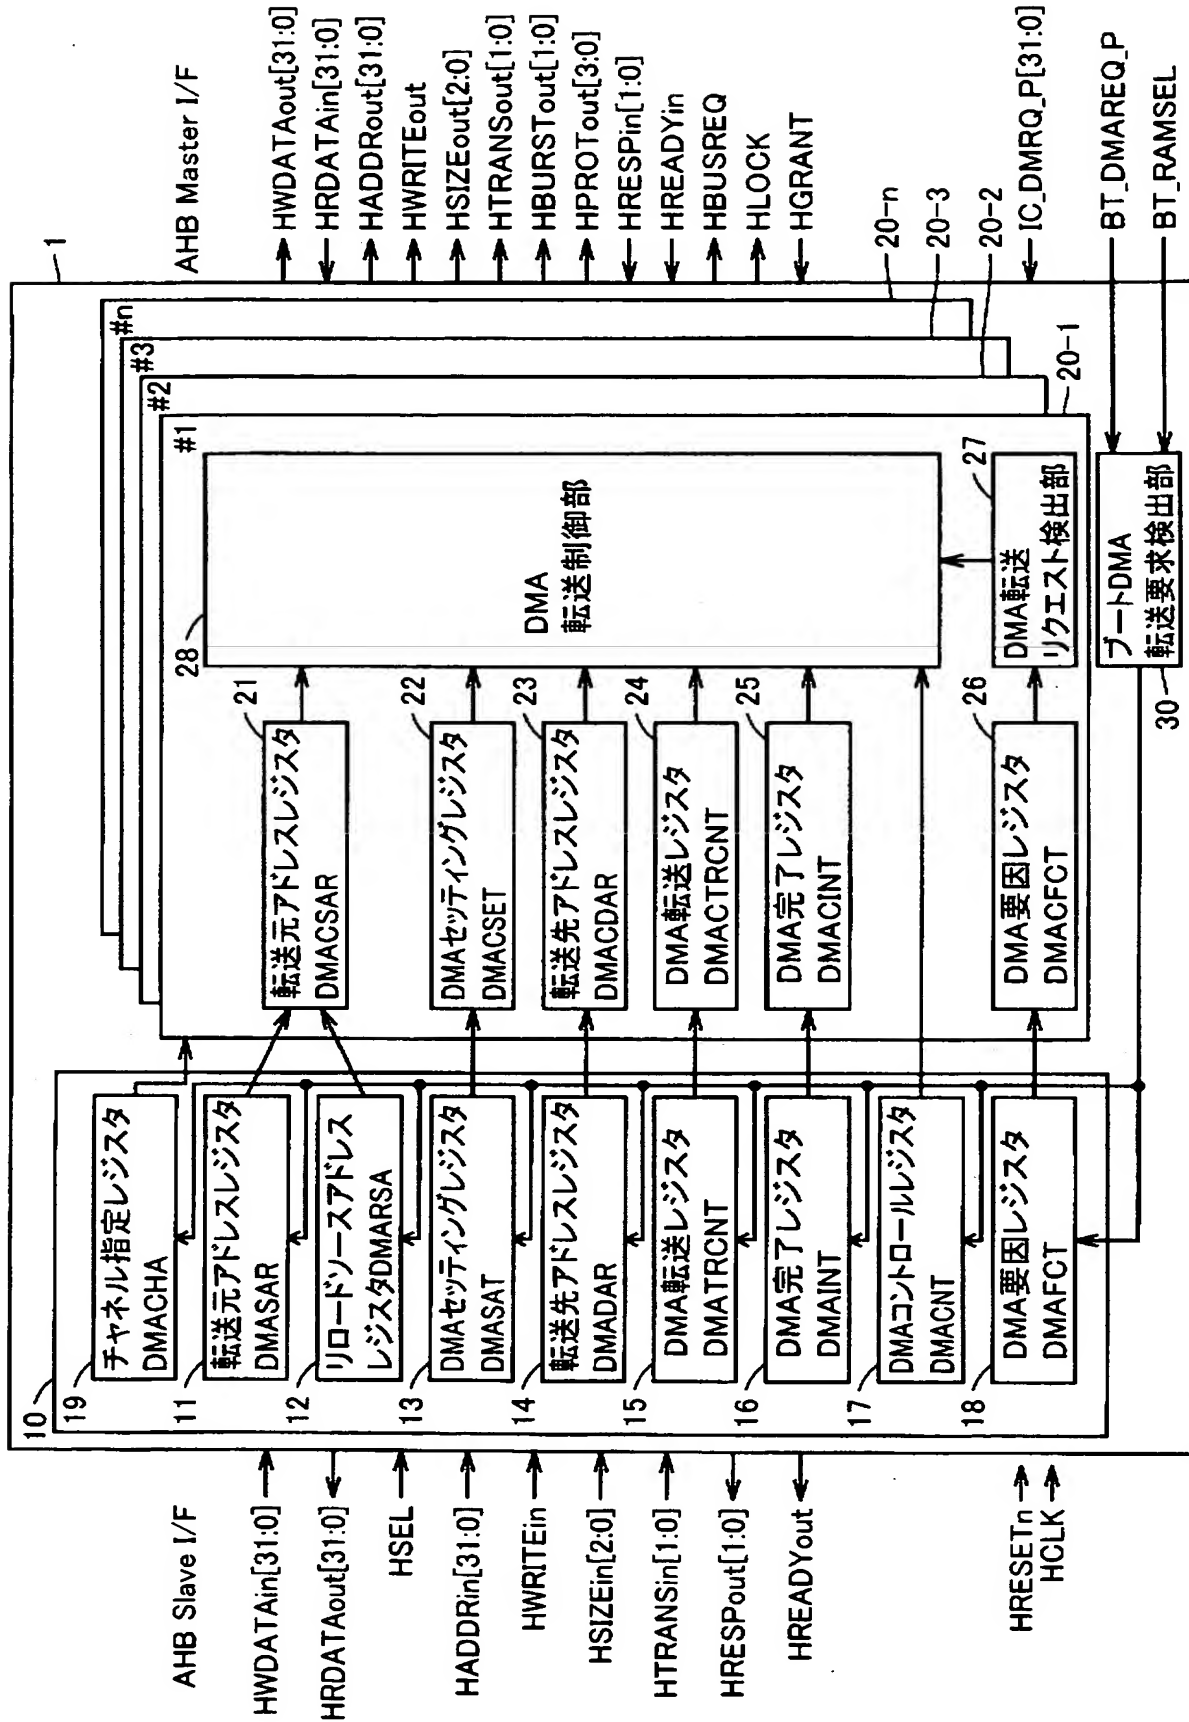 AHB Slave I/F
HWDATAin[31:0]
HRDATAout[31:0]
HSEL
HADDRin[31:0]
HWRITEin
HSIZEin[2:0]
HTRANSin[1:0]
HRESPout[1:0]
HREADYout
HRESETn
HCLK
10
19
チャネル指定レジスタ
DMACHA
11
転送元アドレスレジスタ
DMASAR
12
リロードソースアドレス
レジスタDMARSA
13
DMAセッティングレジスタ
DMASAT
14
転送先アドレスレジスタ
DMADAR
15
DMA転送レジスタ
DMATRCNT
16
DMA完了レジスタ
DMAINT
17
DMAコントロールレジスタ
DMACNT
18
DMA要因レジスタ
DMAFCT
21
転送元アドレスレジスタ
DMACSAR
22
DMAセッティングレジスタ
DMACSET
23
転送先アドレスレジスタ
DMACDAR
24
DMA転送レジスタ
DMACTRCNT
25
DMA完了レジスタ
DMACINT
26
DMA要因レジスタ
DMACFCT
28
DMA
転送制御部
27
DMA転送
リクエスト検出部
30
ブートDMA
転送要求検出部
#1
#2
#3
#n
1
AHB Master I/F
HWDATAout[31:0]
HRDATAin[31:0]
HADDRout[31:0]
HWRITEout
HSIZEout[2:0]
HTRANSout[1:0]
HBURSTout[1:0]
HPROTout[3:0]
HRESPin[1:0]
HREADYin
HBUSREQ
HLOCK
HGRANT
20-n
20-3
20-2
20-1
IC_DMRQ_P[31:0]
BT_DMAREQ_P
BT_RAMSEL